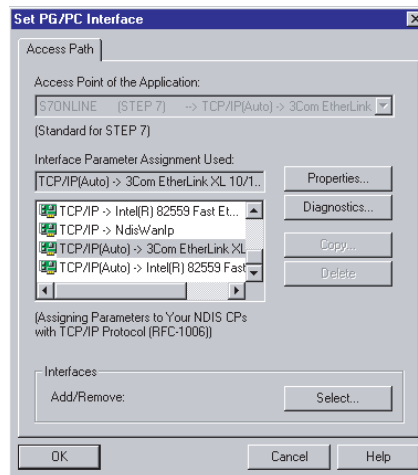 Set PG/PC Interface
Access Path
Access Point of the Application:
S7ONLINE (STEP 7) --> TCP/IP(Auto) -> 3Com EtherLink
(Standard for STEP 7)
Interface Parameter Assignment Used:
TCP/IP(Auto) -> 3Com EtherLink XL 10/1..
Properties...
TCP/IP -> Intel(R) 82559 Fast Et...
Diagnostics...
TCP/IP -> NdisWanIp
TCP/IP(Auto) -> 3Com EtherLink XL
Copy...
TCP/IP(Auto) -> Intel(R) 82559 Fast
Delete
(Assigning Parameters to Your NDIS CPs
with TCP/IP Protocol (RFC-1006))
Interfaces
Add/Remove:
Select...
OK
Cancel
Help